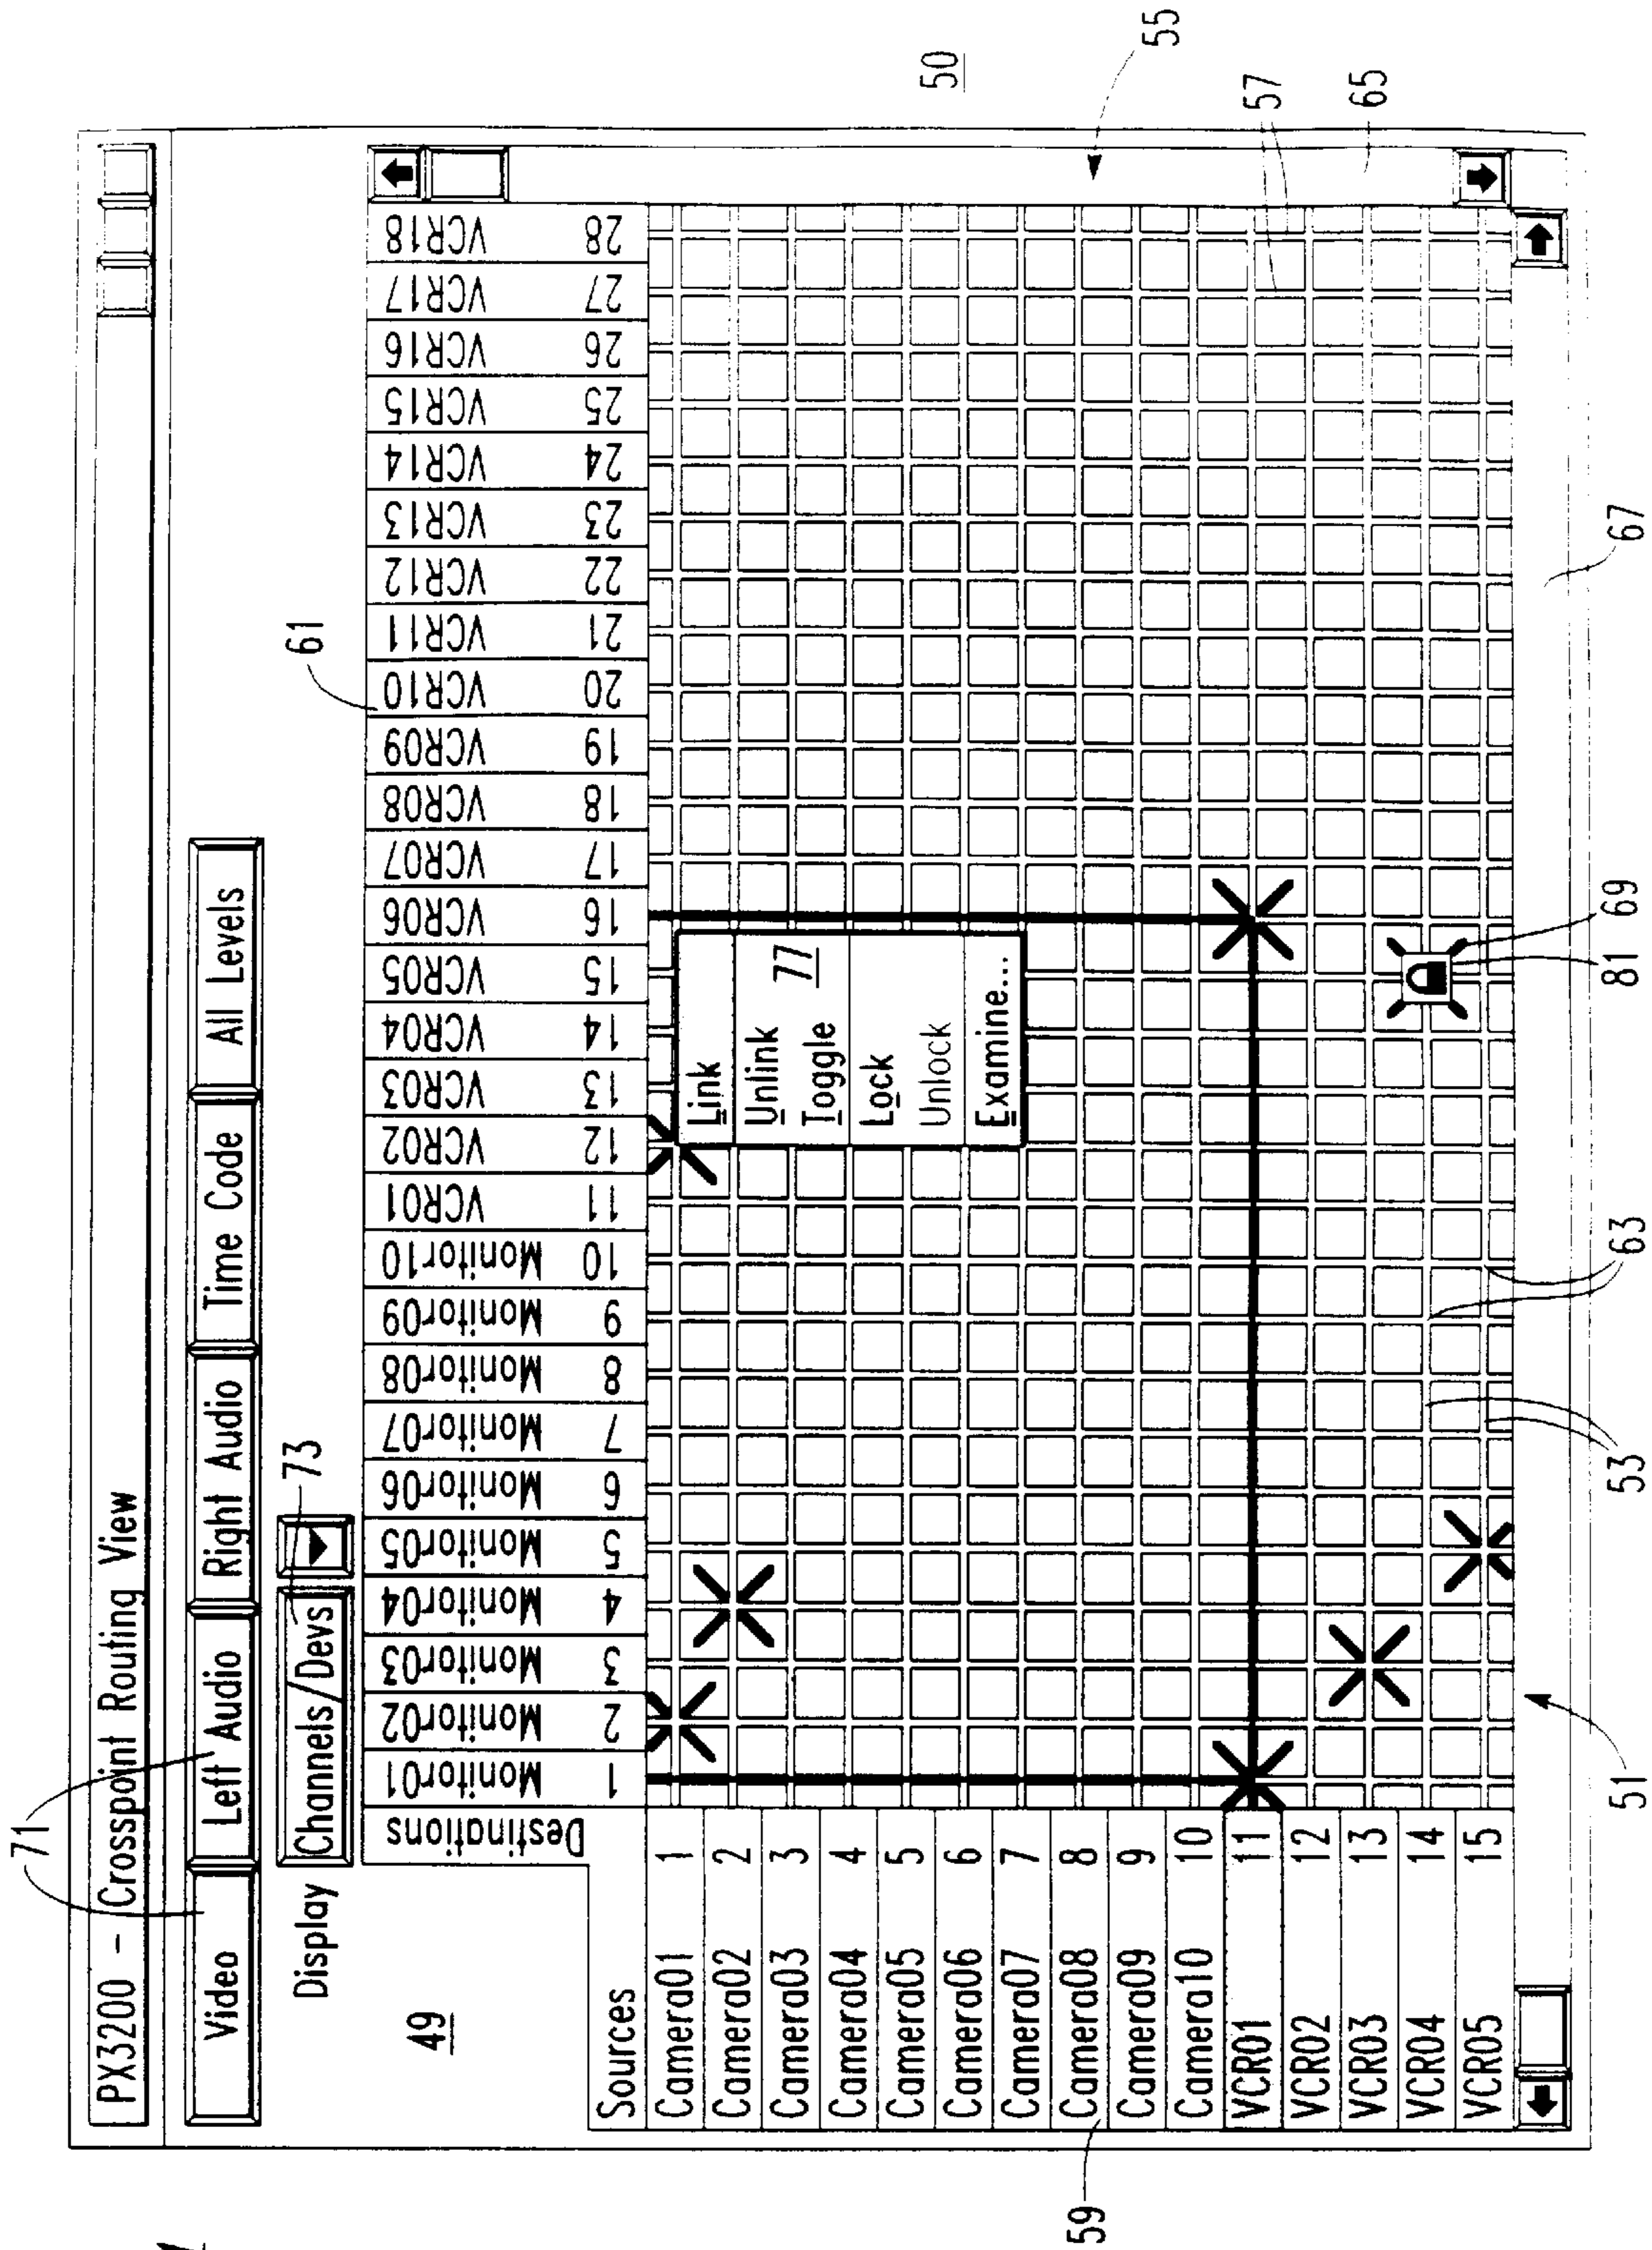 71
PX3200 - Crosspoint Routing View
Video
Left Audio
Right Audio
Time Code
All Levels
Display
Channels/Devs
73
61
49
50
Destinations
Monitor01
Monitor02
Monitor03
Monitor04
Monitor05
Monitor06
Monitor07
Monitor08
Monitor09
Monitor10
VCR01
VCR02
VCR03
VCR04
VCR05
VCR06
VCR07
VCR08
VCR09
VCR10
VCR11
VCR12
VCR13
VCR14
VCR15
VCR16
VCR17
VCR18
Sources
1 2 3 4 5 6 7 8 9 10 11 12 13 14 15 16 17 18 19 20 21 22 23 24 25 26 27 28
Camera01 1
Camera02 2
Camera03 3
Camera04 4
Camera05 5
Camera06 6
Camera07 7
Camera08 8
Camera09 9
Camera10 10
VCR01 11
VCR02 12
VCR03 13
VCR04 14
VCR05 15
Link
Unlink
77
Toggle
Lock
Unlock
Examine...
55
57
65
59
51
53
63
81
69
67